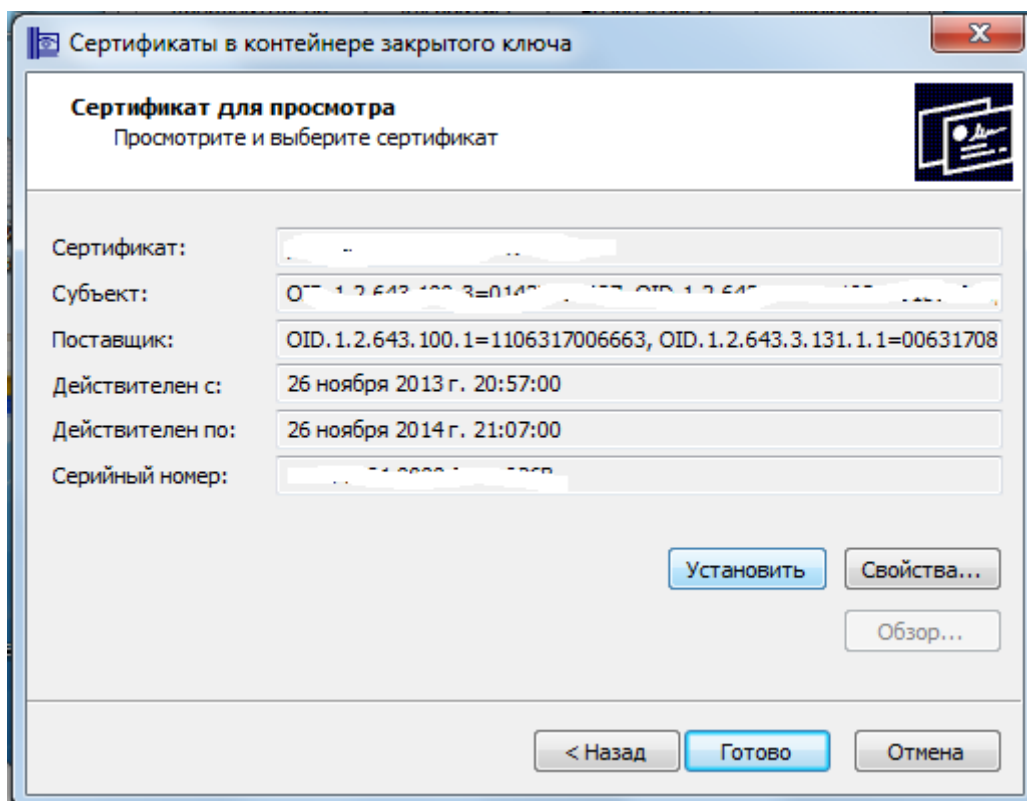 Сертификаты в контейнере закрытого ключа
Сертификат для просмотра
Просмотрите и выберите сертификат
Сертификат:
Субъект:
Поставщик: OID.1.2.643.100.1=1106317006663, OID.1.2.643.3.131.1.1=00631708
Действителен с: 26 ноября 2013 г. 20:57:00
Действителен по: 26 ноября 2014 г. 21:07:00
Серийный номер:
Установить Свойства...
Обзор...
< Назад Готово Отмена